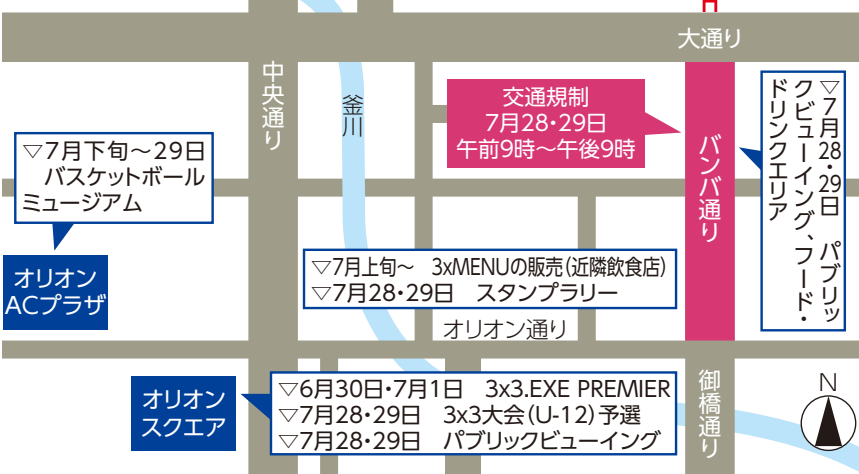 大通り
中央通り
釜川
交通規制
7月28・29日
午前9時~午後9時
バンバ通り
▽7月28・29日　パブリッ
クビューイング、フード・
ドリンクエリア
▽7月下旬~29日
バスケットボール
ミュージアム
オリオン
ACプラザ
▽7月上旬~　3xMENUの販売(近隣飲食店)
▽7月28・29日　スタンプラリー
オリオン通り
オリオン
スクエア
▽6月30日・7月1日　3x3.EXE PREMIER
▽7月28・29日　3x3大会(U-12)予選
▽7月28・29日　パブリックビューイング
御橋通り
N